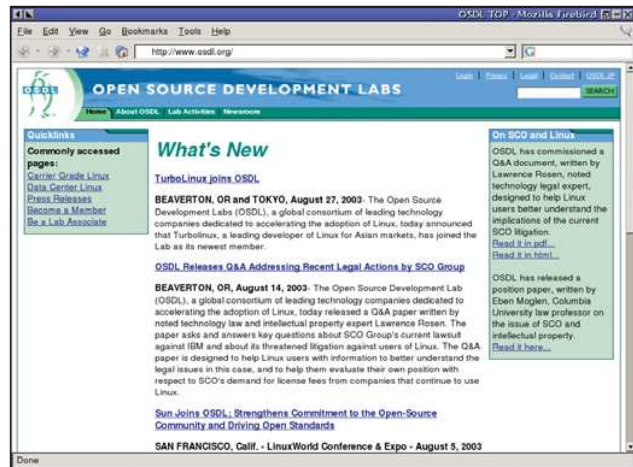 OSDL TOP - Mozilla Firebird
File Edit View Go Bookmarks Tools Help
http://www.osdl.org/
G
Login | Press | Legal | Contact | OSDL JP
OSDL
OPEN SOURCE DEVELOPMENT LABS
SEARCH
Home About OSDL Lab Activities Newsroom
Quicklinks
Commonly accessed
pages:
Carrier Grade Linux
Data Center Linux
Press Releases
Become a Member
Be a Lab Associate
What's New
TurboLinux joins OSDL
BEAVERTON, OR and TOKYO, August 27, 2003- The Open Source
Development Labs (OSDL), a global consortium of leading technology
companies dedicated to accelerating the adoption of Linux, today announced
that Turbolinux, a leading developer of Linux for Asian markets, has joined the
Lab as its newest member.
OSDL Releases Q&A Addressing Recent Legal Actions by SCO Group
BEAVERTON, OR, August 14, 2003- The Open Source Development Lab
(OSDL), a global consortium of leading technology companies dedicated to
accelerating the adoption of Linux, today released a Q&A paper written by
noted technology law and intellectual property expert Lawrence Rosen. The
paper asks and answers key questions about SCO Group's current lawsuit
against IBM and about its threatened litigation against users of Linux. The Q&A
paper is designed to help Linux users with information to better understand the
legal issues in this case, and to help them evaluate their own position with
respect to SCO's demand for license fees from companies that continue to use
Linux.
Sun Joins OSDL; Strengthens Commitment to the Open-Source
Community and Driving Open Standards
SAN FRANCISCO, Calif. - LinuxWorld Conference & Expo - August 5, 2003
On SCO and Linux
OSDL has commissioned a
Q&A document, written by
Lawrence Rosen, noted
technology legal expert,
designed to help Linux
users better understand the
implications of the current
SCO litigation.
Read it in pdf...
Read it in html...
OSDL has released a
position paper, written by
Eben Moglen, Columbia
University law professor on
the issue of SCO and
intellectual property.
Read it here...
Done